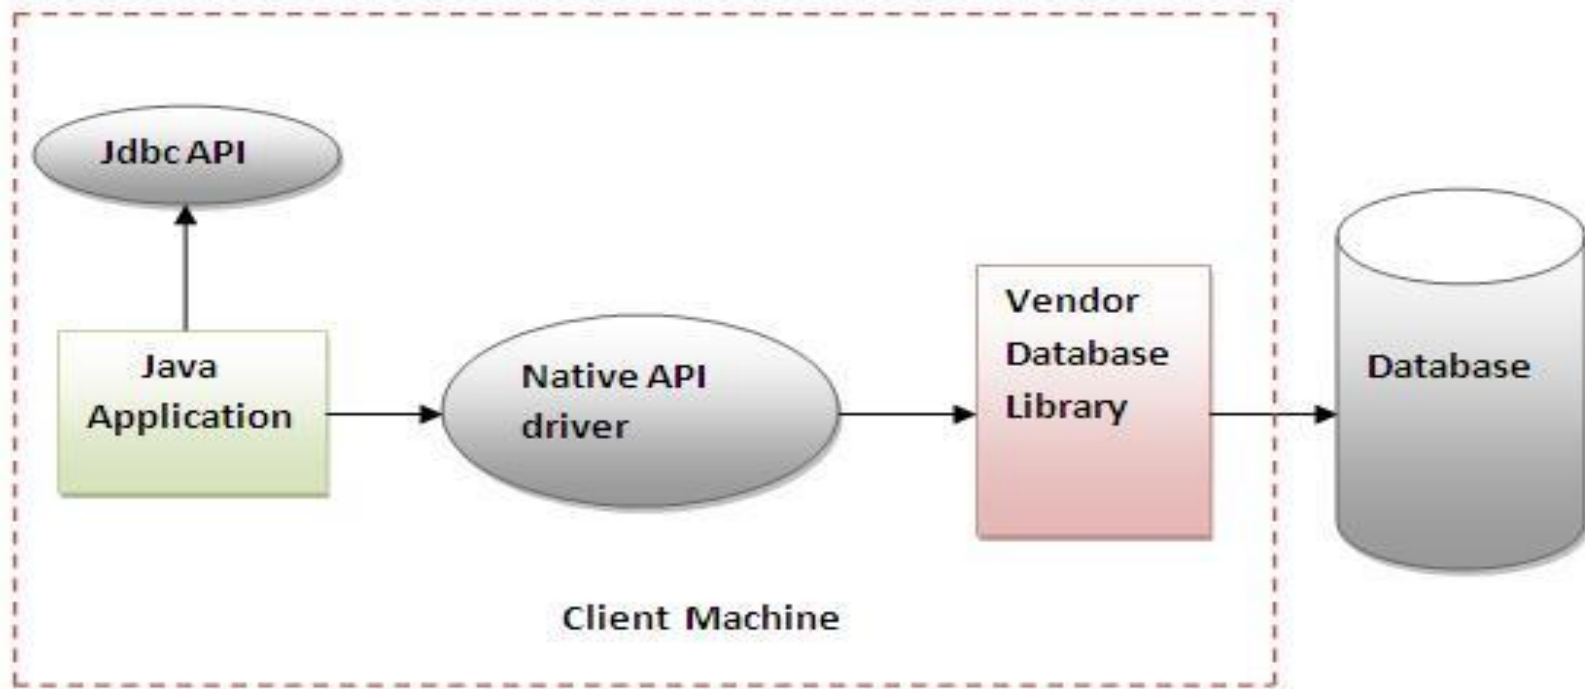 Jdbc API
Java
Application
Native API
driver
Vendor
Database
Library
Database
Client Machine